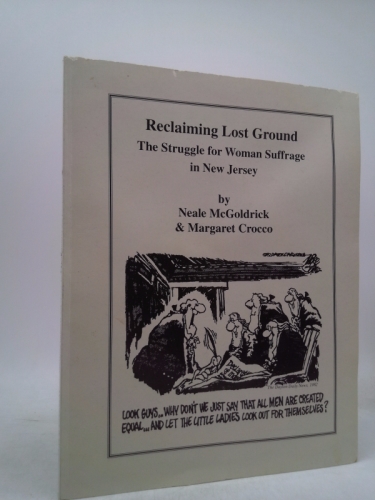 Reclaiming Lost Ground
The Struggle for Woman Suffrage
in New Jersey
by
Neale McGoldrick
& Margaret Crocco
LOOK GUYS... WHY DON'T WE JUST SAY THAT ALL MEN ARE CREATED
EQUAL... AND LET THE LITTLE LADIES LOOK OUT FOR THEMSELVES?